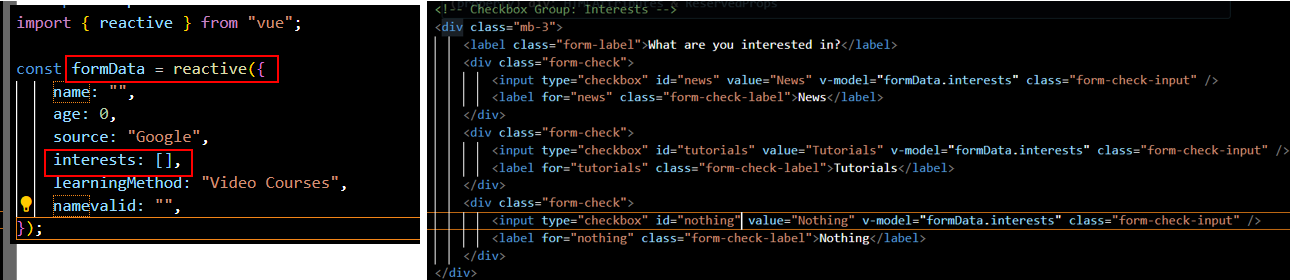 import { reactive } from "vue";
const formData = reactive({
name: "",
age: 0,
source: "Google",
interests: [],
learningMethod: "Video Courses",
namevalid: "",
});
<!-- Checkbox Group: Interests -->
<div class="mb-3">
<label class="form-label">What are you interested in?</label>
<div class="form-check">
<input type="checkbox" id="news" value="News" v-model="formData.interests" class="form-check-input" />
<label for="news" class="form-check-label">News</label>
</div>
<div class="form-check">
<input type="checkbox" id="tutorials" value="Tutorials" v-model="formData.interests" class="form-check-input" />
<label for="tutorials" class="form-check-label">Tutorials</label>
</div>
<div class="form-check">
<input type="checkbox" id="nothing" value="Nothing" v-model="formData.interests" class="form-check-input" />
<label for="nothing" class="form-check-label">Nothing</label>
</div>
</div>